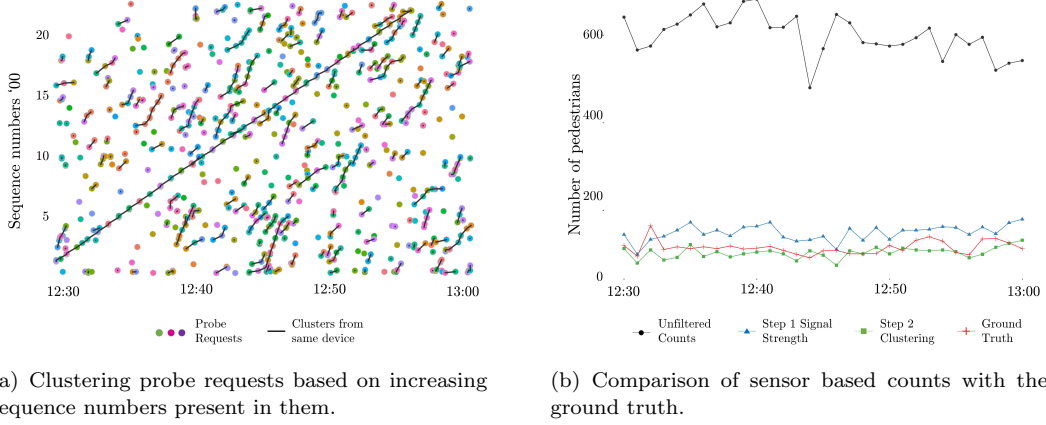 20
15
10
5
Sequence numbers '00
12:30
12:40
12:50
13:00
Probe
Requests
Clusters from
same device
a) Clustering probe requests based on increasing
equence numbers present in them.
600
400
200
0
Number of pedestrians
12:30
12:40
12:50
13:00
Unfiltered
Counts
Step 1 Signal
Strength
Step 2
Clustering
Ground
Truth
(b) Comparison of sensor based counts with the
ground truth.